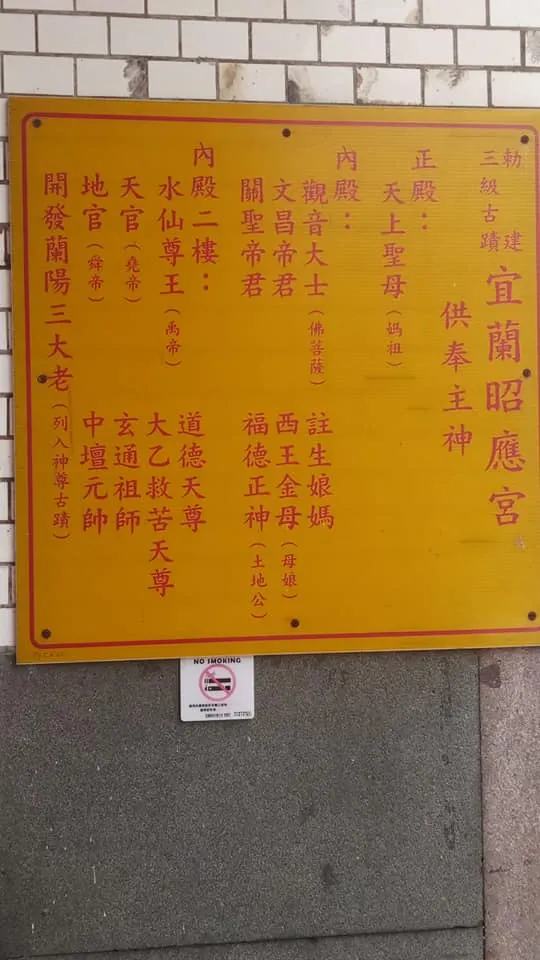 勅建
三級古蹟
宜蘭昭應宮
供奉主神
正殿：
天上聖母（媽祖）
內殿：
觀音大士（佛菩薩）
註生娘媽
文昌帝君
西王金母（母娘）
關聖帝君
福德正神（土地公）
內殿二樓：
道德天尊
水仙尊王（禹帝）
大乙救苦天尊
天官（堯帝）
玄通祖師
地官（舜帝）
中壇元帥
開發蘭陽三大老（列入神尊古蹟）
NO SMOKING